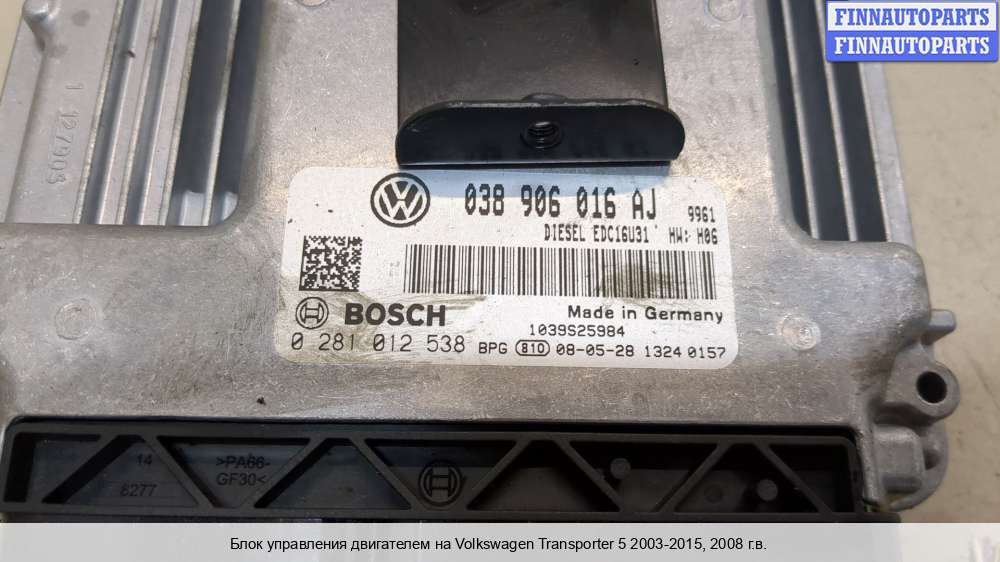 FINNAUTOPARTS
FINNAUTOPARTS
1 127903
038 906 016 AJ 9961
DIESEL EDC16U31 HW: H06
BOSCH
Made in Germany
1039S25984
0 281 012 538 BPG 810 08-05-28 1324 0157
14
8277
>PA66-
GF30<
Блок управления двигателем на Volkswagen Transporter 5 2003-2015, 2008 г.в.